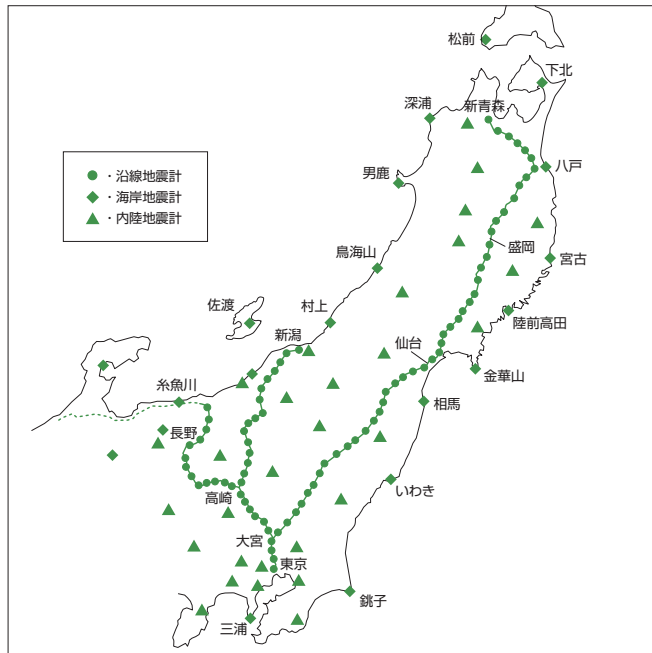 松前
下北
深浦
新青森
・沿線地震計
・海岸地震計
・内陸地震計
八戸
男鹿
盛岡
宮古
鳥海山
佐渡
村上
陸前高田
新潟
仙台
金華山
糸魚川
相馬
長野
高崎
いわき
大宮
東京
銚子
三浦